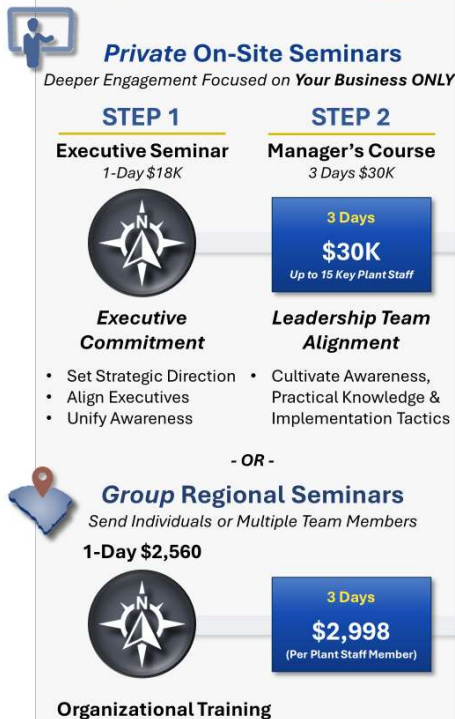 Private On-Site Seminars
Deeper Engagement Focused on Your Business ONLY
STEP 1
Executive Seminar
1-Day $18K
N
Executive
Commitment
• Set Strategic Direction
• Align Executives
• Unify Awareness
STEP 2
Manager's Course
3 Days $30K
3 Days
$30K
Up to 15 Key Plant Staff
Leadership Team
Alignment
• Cultivate Awareness,
Practical Knowledge &
Implementation Tactics
- OR -
Group Regional Seminars
Send Individuals or Multiple Team Members
1-Day $2,560
N
3 Days
$2,998
(Per Plant Staff Member)
Organizational Training